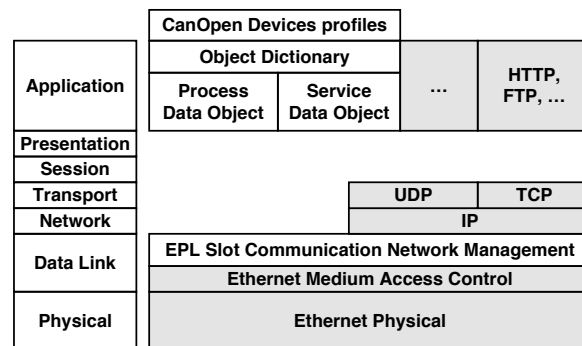 CanOpen Devices profiles
Application
Object Dictionary
Process
Data Object
Service
Data Object
...
HTTP,
FTP, ...
Presentation
Session
Transport
UDP
TCP
Network
IP
Data Link
EPL Slot Communication Network Management
Ethernet Medium Access Control
Physical
Ethernet Physical